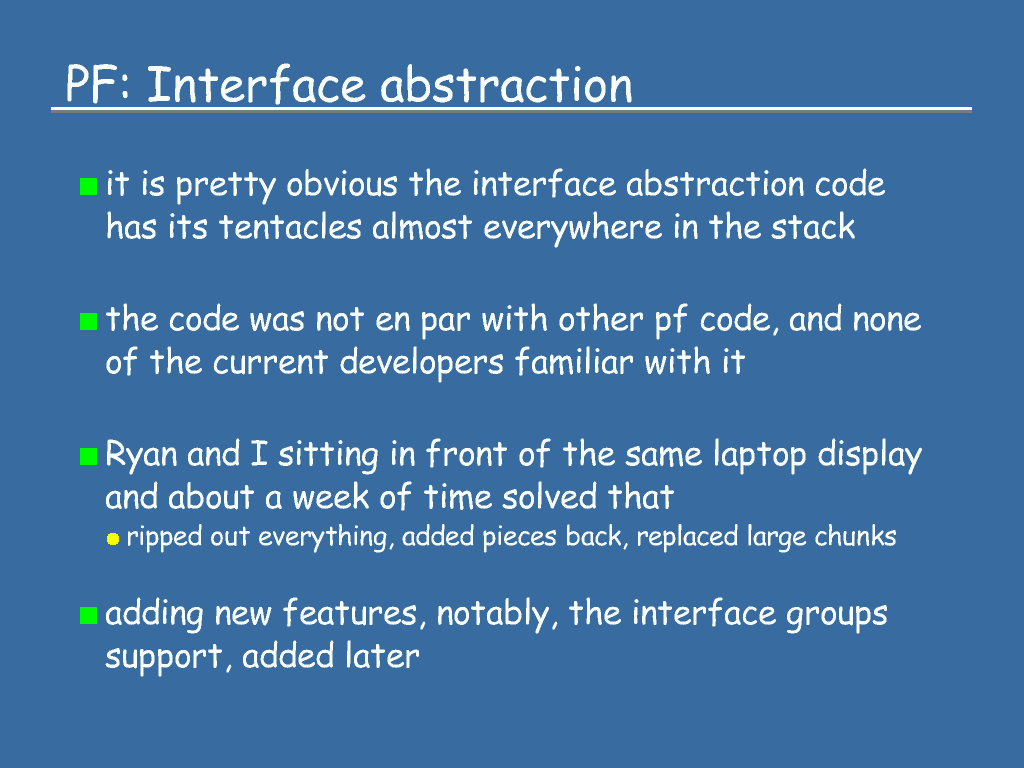 PF: Interface abstraction
it is pretty obvious the interface abstraction code
has its tentacles almost everywhere in the stack
the code was not en par with other pf code, and none
of the current developers familiar with it
Ryan and I sitting in front of the same laptop display
and about a week of time solved that
ripped out everything, added pieces back, replaced large chunks
adding new features, notably, the interface groups
support, added later